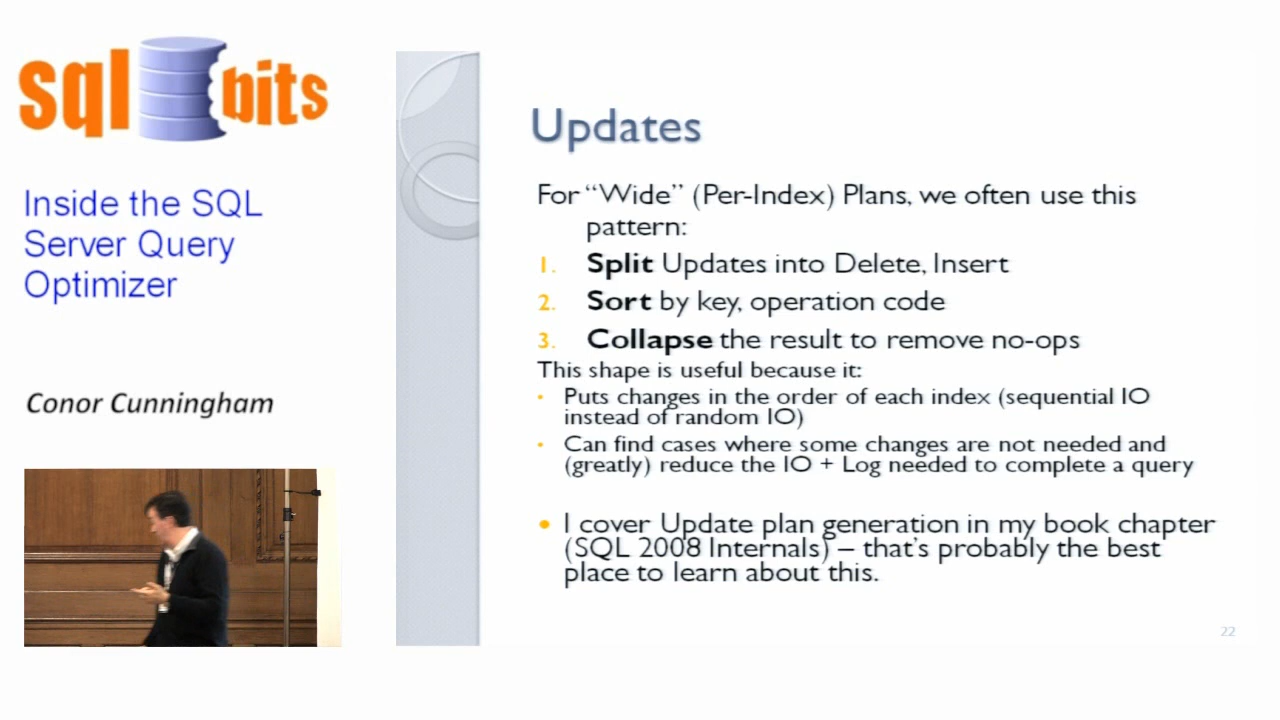 sql bits
Inside the SQL
Server Query
Optimizer
Conor Cunningham
Updates
For “Wide” (Per-Index) Plans, we often use this
pattern:
1. Split Updates into Delete, Insert
2. Sort by key, operation code
3. Collapse the result to remove no-ops
This shape is useful because it:
• Puts changes in the order of each index (sequential IO
instead of random IO)
• Can find cases where some changes are not needed and
(greatly) reduce the IO + Log needed to complete a query
• I cover Update plan generation in my book chapter
(SQL 2008 Internals) – that’s probably the best
place to learn about this.
22